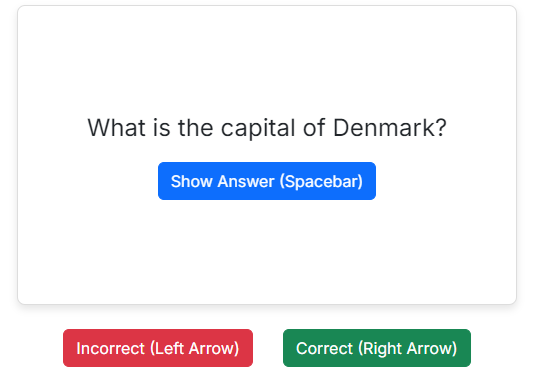 What is the capital of Denmark?
Show Answer (Spacebar)
Incorrect (Left Arrow)
Correct (Right Arrow)